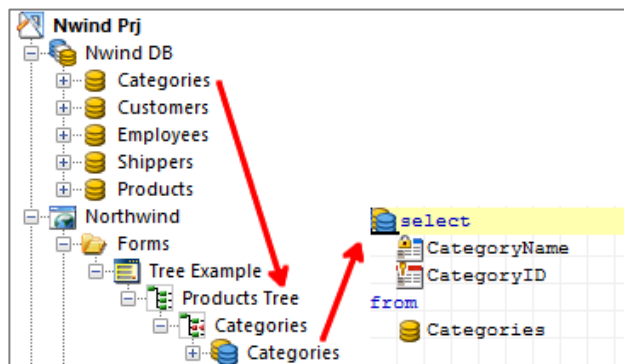 Nwind Prj
Nwind DB
Categories
Customers
Employees
Shippers
Products
Northwind
Forms
Tree Example
Products Tree
Categories
Categories
select
CategoryName
CategoryID
from
Categories